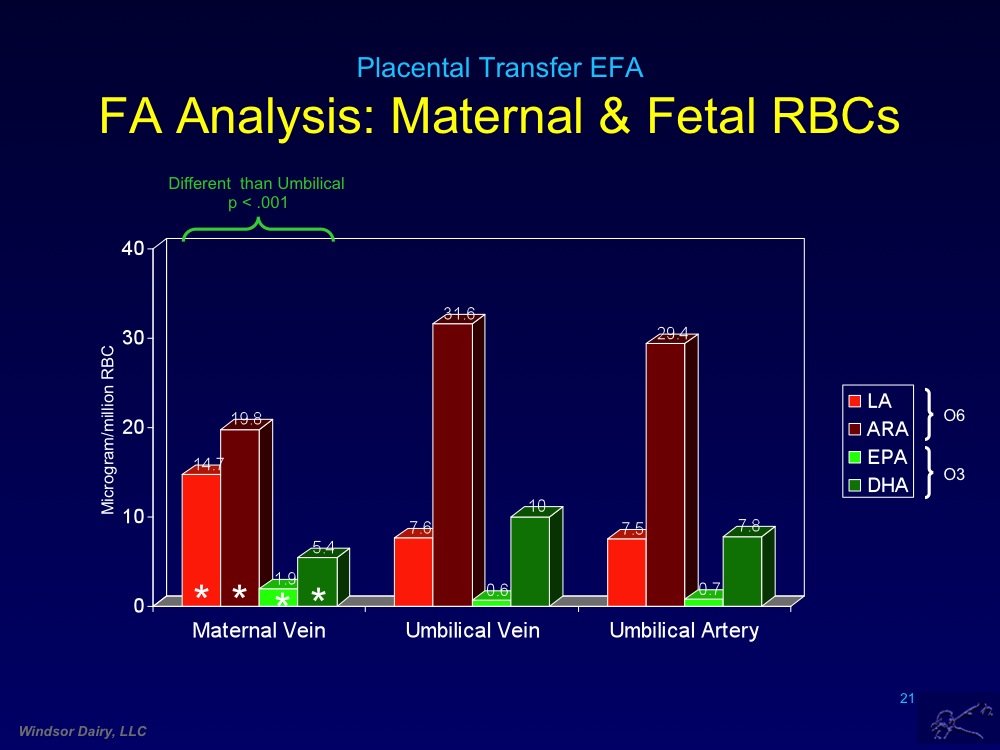 Placental Transfer EFA
FA Analysis: Maternal & Fetal RBCs
Different than Umbilical
p < .001
Microgram/million RBC
40
30
20
10
0
14.7
19.8
1.9
5.4
* * * *
7.6
31.6
0.6
10
7.5
29.4
0.7
7.8
Maternal Vein
Umbilical Vein
Umbilical Artery
LA
ARA
O6
EPA
DHA
O3
21
Windsor Dairy, LLC